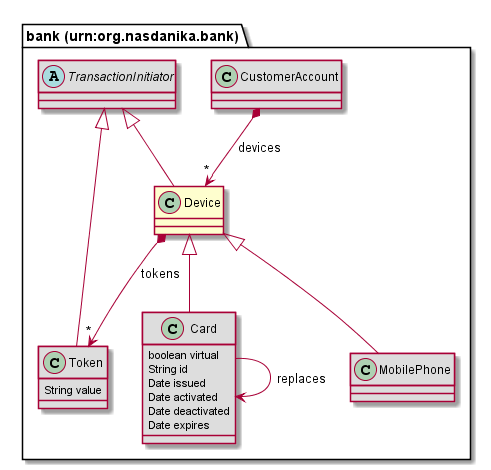 bank (urn:org.nasdanika.bank)
A TransactionInitiator
C CustomerAccount
devices
*
C Device
tokens
*
C Token
String value
C Card
boolean virtual
String id
Date issued
Date activated
Date deactivated
Date expires
replaces
C MobilePhone